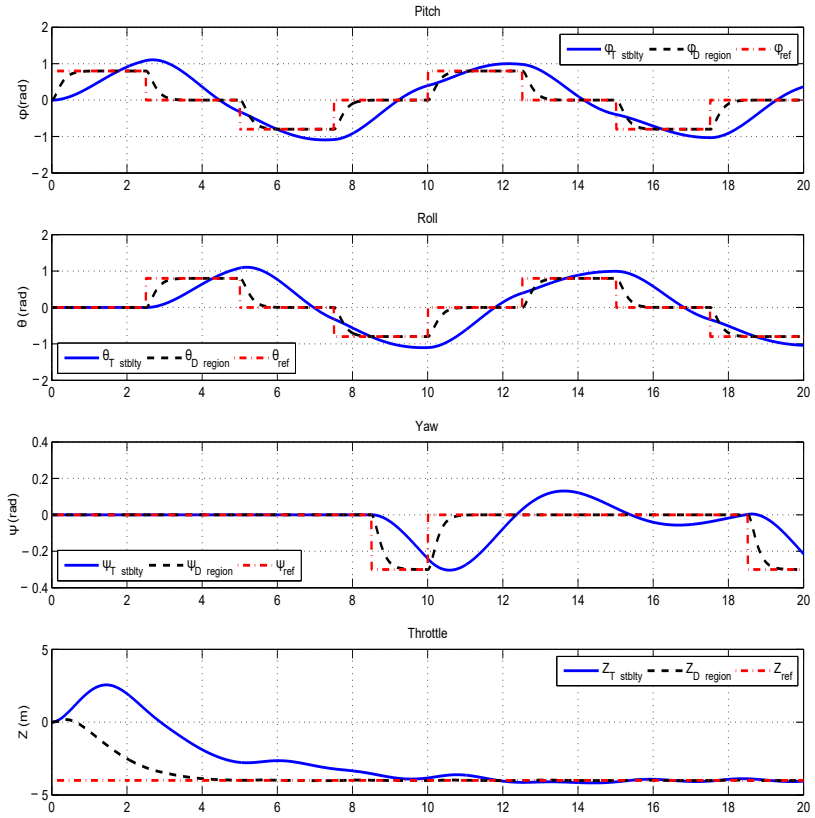 Pitch
φ(rad)
2
1
0
−1
−2
φT stblty φD region φref
0 2 4 6 8 10 12 14 16 18 20
Roll
θ (rad)
2
1
0
−1
−2
θT stblty θD region θref
0 2 4 6 8 10 12 14 16 18 20
Yaw
ψ (rad)
0.4
0.2
0
−0.2
−0.4
ψT stblty ψD region ψref
0 2 4 6 8 10 12 14 16 18 20
Throttle
Z (m)
5
0
−5
ZT stblty ZD region Zref
0 2 4 6 8 10 12 14 16 18 20